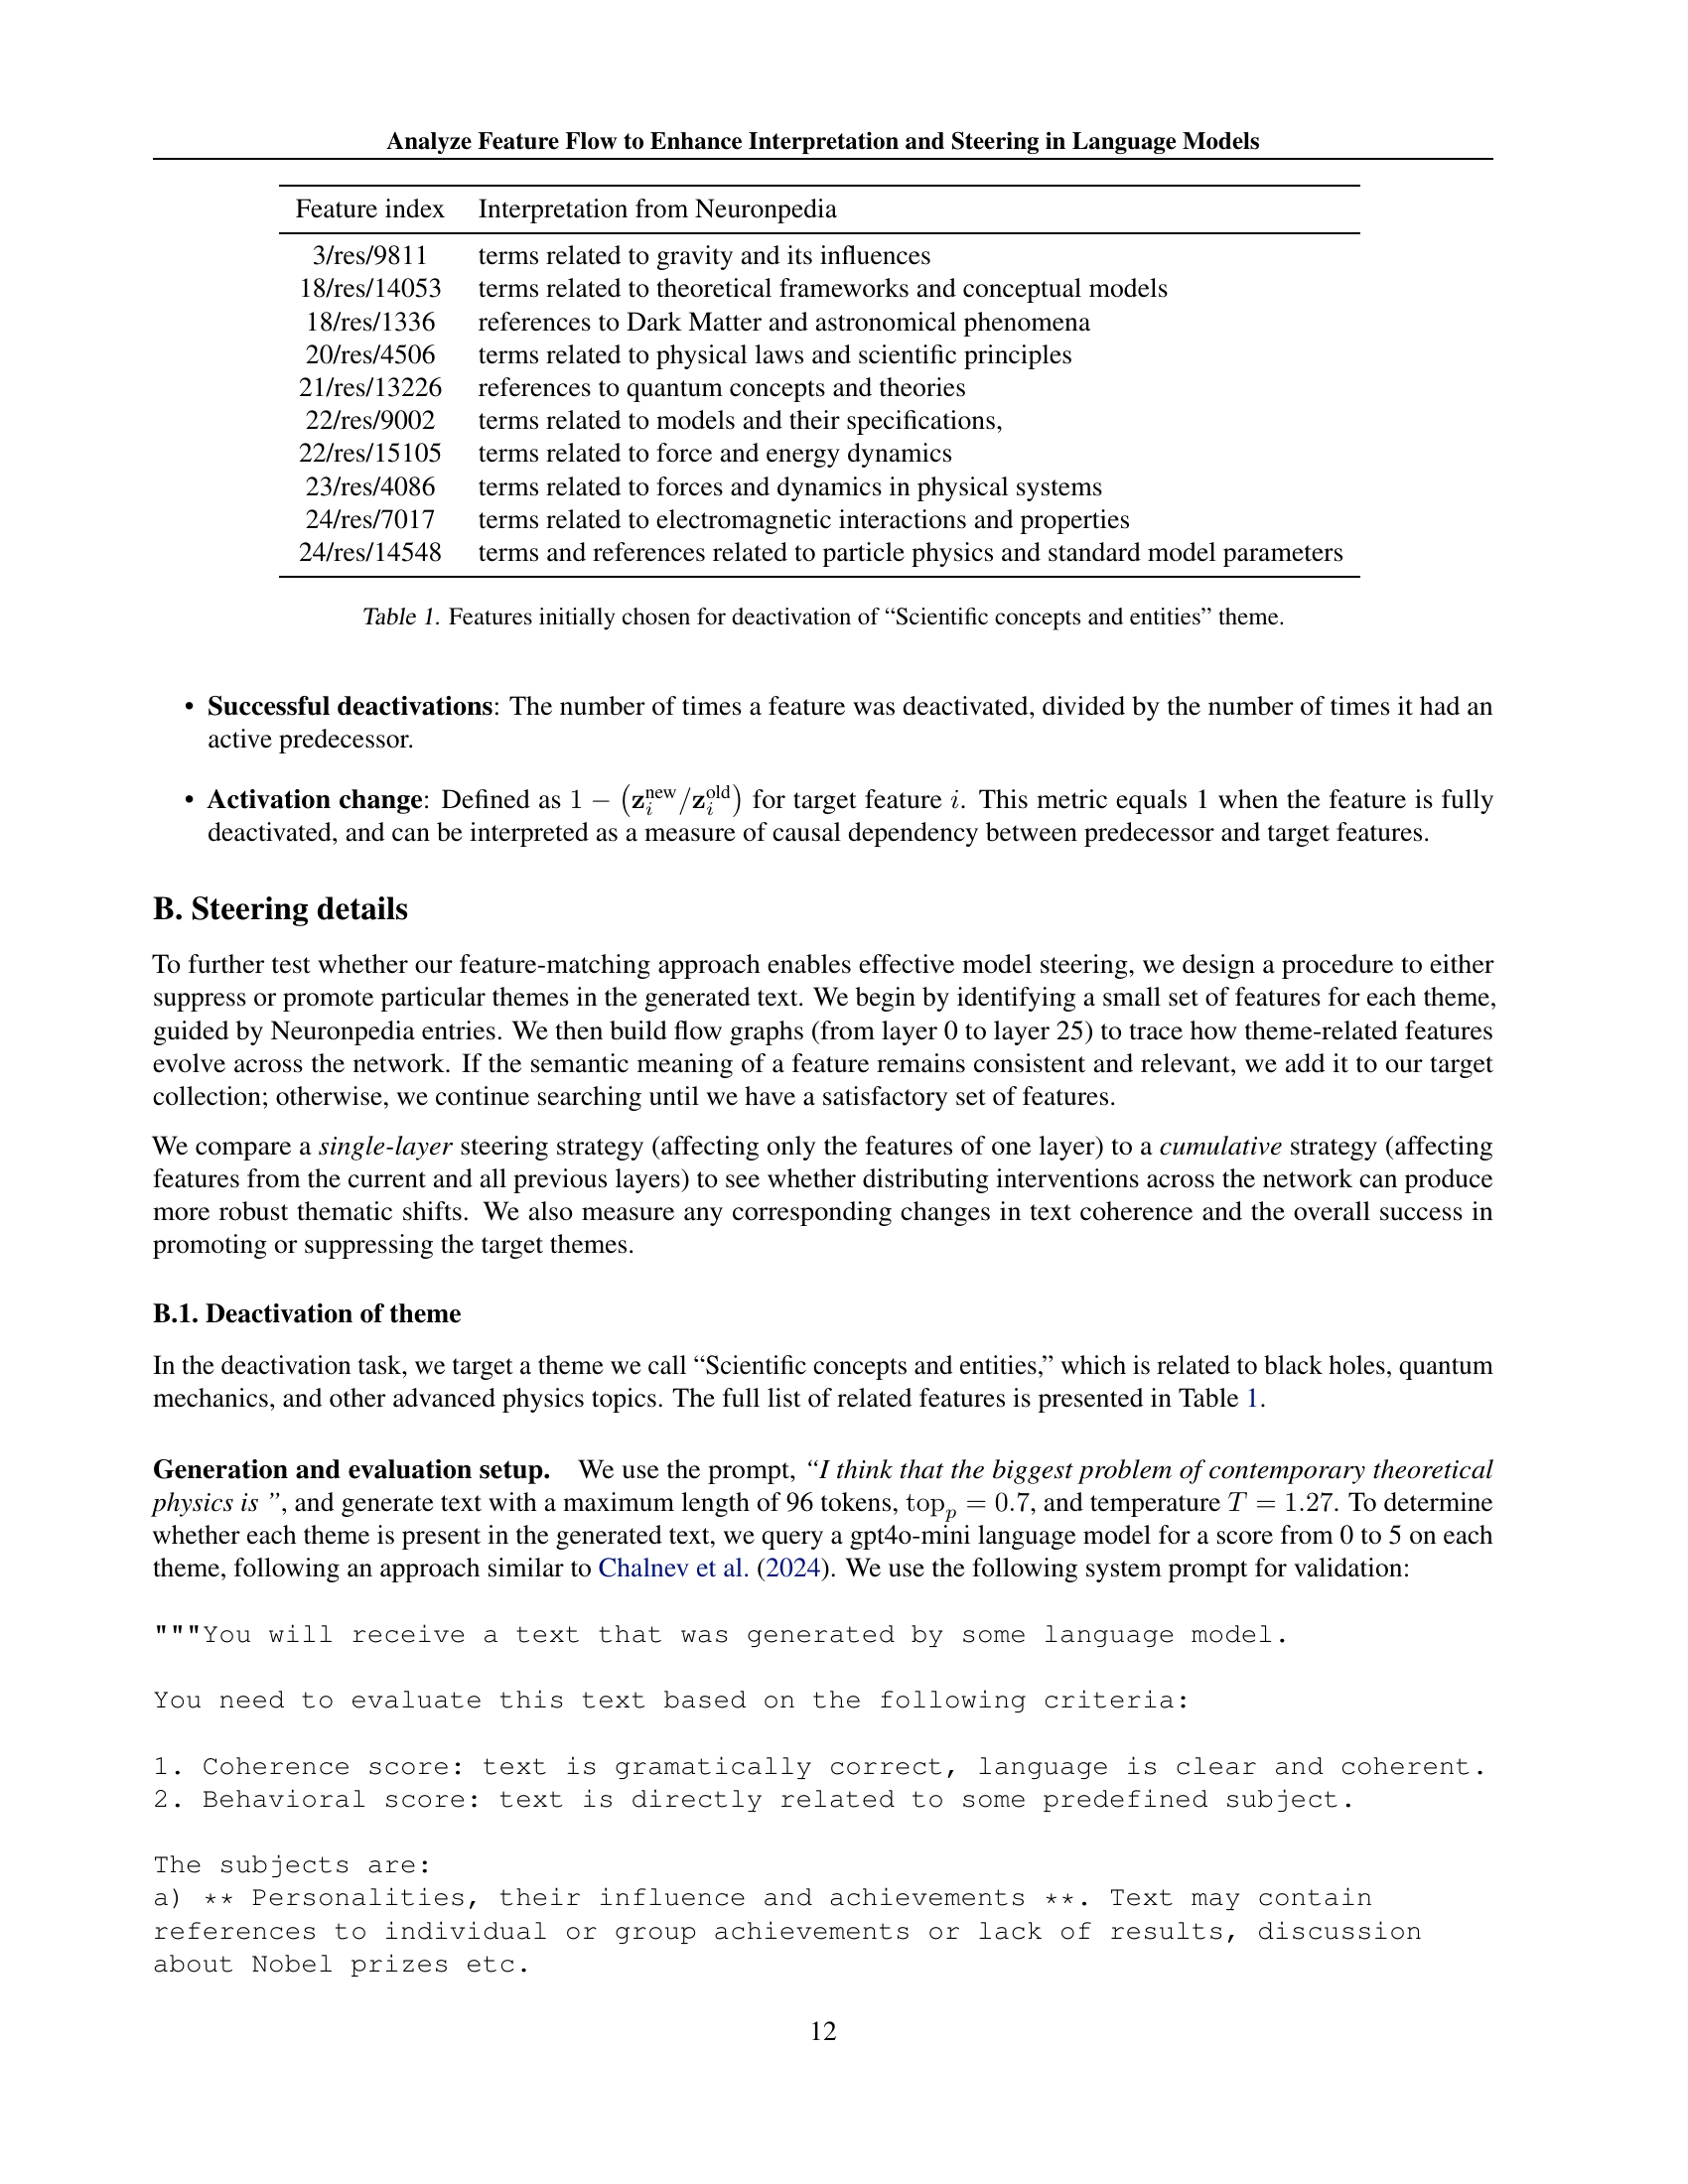 Analyze Feature Flow to Enhance Interpretation and Steering in Language Models
Feature index Interpretation from Neuronpedia
3/res/9811 terms related to gravity and its influences
18/res/14053 terms related to theoretical frameworks and conceptual models
18/res/1336 references to Dark Matter and astronomical phenomena
20/res/4506 terms related to physical laws and scientific principles
21/res/13226 references to quantum concepts and theories
22/res/9002 terms related to models and their specifications,
22/res/15105 terms related to force and energy dynamics
23/res/4086 terms related to forces and dynamics in physical systems
24/res/7017 terms related to electromagnetic interactions and properties
24/res/14548 terms and references related to particle physics and standard model parameters
Table 1. Features initially chosen for deactivation of “Scientific concepts and entities” theme.
• Successful deactivations: The number of times a feature was deactivated, divided by the number of times it had an
active predecessor.
• Activation change: Defined as 1 − (z_i^new/z_i^old) for target feature i. This metric equals 1 when the feature is fully
deactivated, and can be interpreted as a measure of causal dependency between predecessor and target features.
B. Steering details
To further test whether our feature-matching approach enables effective model steering, we design a procedure to either
suppress or promote particular themes in the generated text. We begin by identifying a small set of features for each theme,
guided by Neuronpedia entries. We then build flow graphs (from layer 0 to layer 25) to trace how theme-related features
evolve across the network. If the semantic meaning of a feature remains consistent and relevant, we add it to our target
collection; otherwise, we continue searching until we have a satisfactory set of features.
We compare a single-layer steering strategy (affecting only the features of one layer) to a cumulative strategy (affecting
features from the current and all previous layers) to see whether distributing interventions across the network can produce
more robust thematic shifts. We also measure any corresponding changes in text coherence and the overall success in
promoting or suppressing the target themes.
B.1. Deactivation of theme
In the deactivation task, we target a theme we call “Scientific concepts and entities,” which is related to black holes, quantum
mechanics, and other advanced physics topics. The full list of related features is presented in Table 1.
Generation and evaluation setup. We use the prompt, “I think that the biggest problem of contemporary theoretical
physics is ”, and generate text with a maximum length of 96 tokens, top_p = 0.7, and temperature T = 1.27. To determine
whether each theme is present in the generated text, we query a gpt4o-mini language model for a score from 0 to 5 on each
theme, following an approach similar to Chalnev et al. (2024). We use the following system prompt for validation:
"""You will receive a text that was generated by some language model.
You need to evaluate this text based on the following criteria:
1. Coherence score: text is gramatically correct, language is clear and coherent.
2. Behavioral score: text is directly related to some predefined subject.
The subjects are:
a) ** Personalities, their influence and achievements **. Text may contain
references to individual or group achievements or lack of results, discussion
about Nobel prizes etc.
12